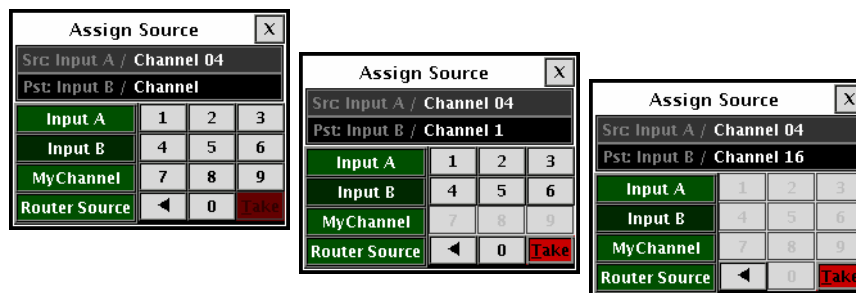 Assign Source X
Src: Input A / Channel 04
Pst: Input B / Channel
Input A 1 2 3
Input B 4 5 6
MyChannel 7 8 9
Router Source ◀ 0 Take
Assign Source X
Src: Input A / Channel 04
Pst: Input B / Channel 1
Input A 1 2 3
Input B 4 5 6
MyChannel 7 8 9
Router Source ◀ 0 Take
Assign Source X
Src: Input A / Channel 04
Pst: Input B / Channel 16
Input A 1 2 3
Input B 4 5 6
MyChannel 7 8 9
Router Source ◀ 0 Take